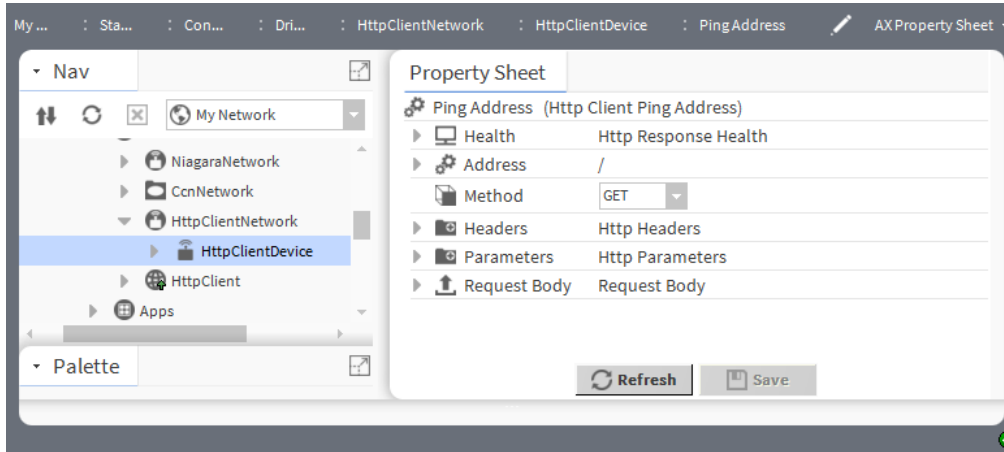 My ... : Sta... : Con... : Dri... : HttpClientNetwork : HttpClientDevice : Ping Address AX Property Sheet
Nav
My Network
NiagaraNetwork
CcnNetwork
HttpClientNetwork
HttpClientDevice
HttpClient
Apps
Palette
Property Sheet
Ping Address (Http Client Ping Address)
Health Http Response Health
Address /
Method GET
Headers Http Headers
Parameters Http Parameters
Request Body Request Body
Refresh Save